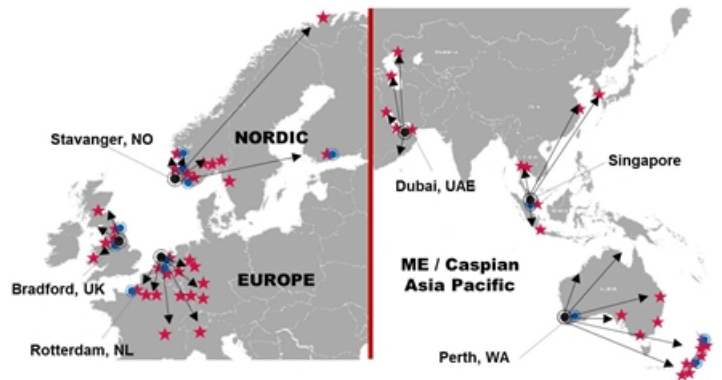 Stavanger, NO
NORDIC
Bradford, UK
EUROPE
Rotterdam, NL
Dubai, UAE
Singapore
ME / Caspian
Asia Pacific
Perth, WA